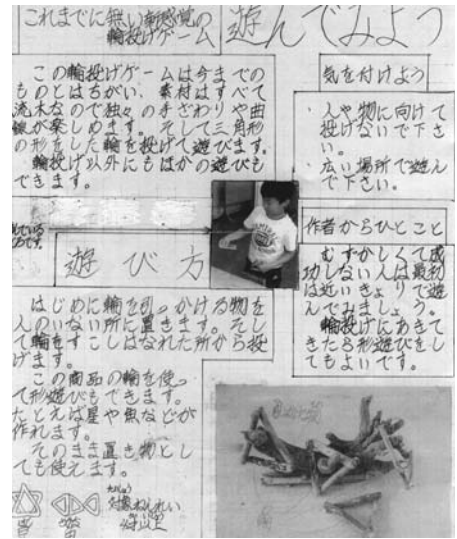 これまでに無い新感覚の
輪投げゲーム
遊んでみよう
この輪投げゲームは今までの
ものとはちがい、素材はすべて
流木なので独々の手ざわりや曲
線が楽しめます。そして三角形
の形をした輪を投げて遊びます。
輪投げ以外にもほかの遊びも
できます。
気を付けよう
・人や物に向けて
投げないで下さ
い。
・広い場所で遊ん
で下さい。
遊び方
はじめに輪を引っかける物を
人のいない所に置きます。そし
て輪をすこしはなれた所から投
げます。
この商品の輪を使っ
て形遊びもできます。
たとえば星や魚などが
作れます。
そのまま置き物とし
ても使えます。
対象ねんれい
作者からひとこと
むずかしくて成
功しない人は最初
は近いきょりで遊
んでみましょう。
輪投げにあきて
きたら形遊びをし
てもよいです。